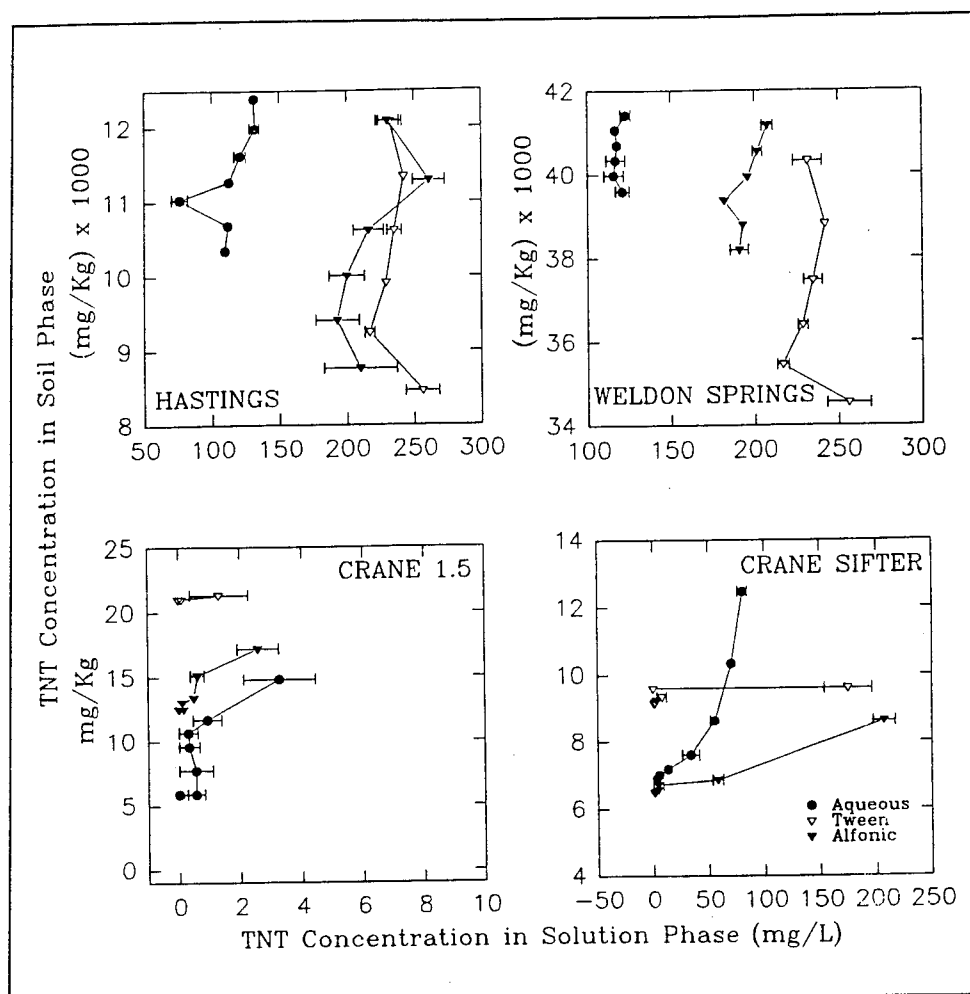 TNT Concentration in Soil Phase
(mg/Kg) x 1000
12
11
10
9
8
50 100 150 200 250 300
HASTINGS
(mg/Kg) x 1000
42
40
38
36
34
100 150 200 250 300
WELDON SPRINGS
mg/Kg
25
20
15
10
5
0
0 2 4 6 8 10
CRANE 1.5
14
12
10
8
6
4
−50 0 50 100 150 200 250
CRANE SIFTER
Aqueous
Tween
Alfonic
TNT Concentration in Solution Phase (mg/L)